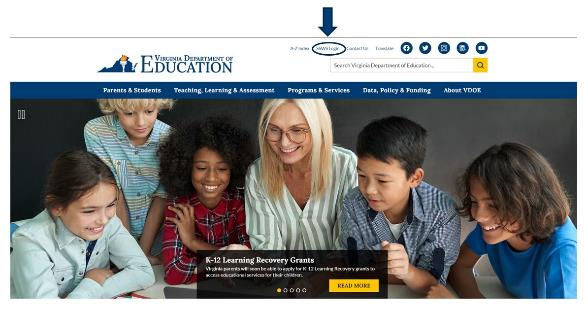 A-Z Index SSWS Login Contact Us Translate
VIRGINIA DEPARTMENT OF
EDUCATION
Search Virginia Department of Education...
Parents & Students Teaching, Learning & Assessment Programs & Services Data, Policy & Funding About VDOE
K-12 Learning Recovery Grants
Virginia parents will soon be able to apply for K-12 Learning Recovery grants to
access educational services for their children.
READ MORE